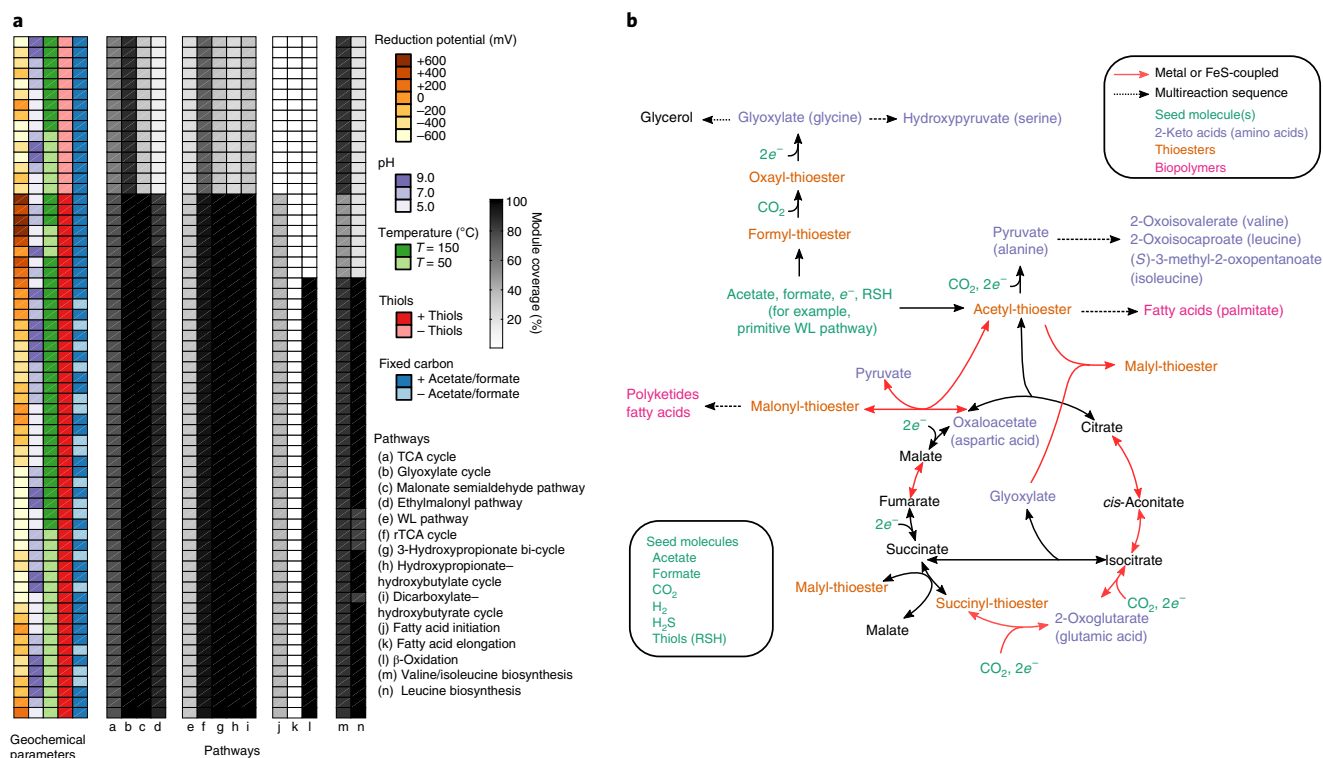 a
Reduction potential (mV)
+600
+400
+200
0
−200
−400
−600
pH
9.0
7.0
5.0
Temperature (°C)
T = 150
T = 50
Thiols
+ Thiols
− Thiols
Fixed carbon
+ Acetate/formate
− Acetate/formate
100
80
60
40
20
Module coverage (%)
Pathways
(a) TCA cycle
(b) Glyoxylate cycle
(c) Malonate semialdehyde pathway
(d) Ethylmalonyl pathway
(e) WL pathway
(f) rTCA cycle
(g) 3-Hydroxypropionate bi-cycle
(h) Hydroxypropionate–
hydroxybutylate cycle
(i) Dicarboxylate–
hydroxybutyrate cycle
(j) Fatty acid initiation
(k) Fatty acid elongation
(l) β-Oxidation
(m) Valine/isoleucine biosynthesis
(n) Leucine biosynthesis
a b c d e f g h i j k l m n
Geochemical
parameters
Pathways
b
Metal or FeS-coupled
Multireaction sequence
Seed molecule(s)
2-Keto acids (amino acids)
Thioesters
Biopolymers
Glycerol
Glyoxylate (glycine)
Hydroxypyruvate (serine)
2e−
Oxayl-thioester
CO2
Formyl-thioester
Pyruvate
(alanine)
2-Oxoisovalerate (valine)
2-Oxoisocaproate (leucine)
(S)-3-methyl-2-oxopentanoate
(isoleucine)
CO2, 2e−
Acetate, formate, e−, RSH
(for example,
primitive WL pathway)
Acetyl-thioester
Fatty acids (palmitate)
Pyruvate
Malyl-thioester
Polyketides
fatty acids
Malonyl-thioester
2e−
Oxaloacetate
(aspartic acid)
Citrate
Malate
Fumarate
Glyoxylate
cis-Aconitate
2e−
Succinate
Isocitrate
Malyl-thioester
Succinyl-thioester
CO2, 2e−
2-Oxoglutarate
(glutamic acid)
Malate
CO2, 2e−
Seed molecules
Acetate
Formate
CO2
H2
H2S
Thiols (RSH)